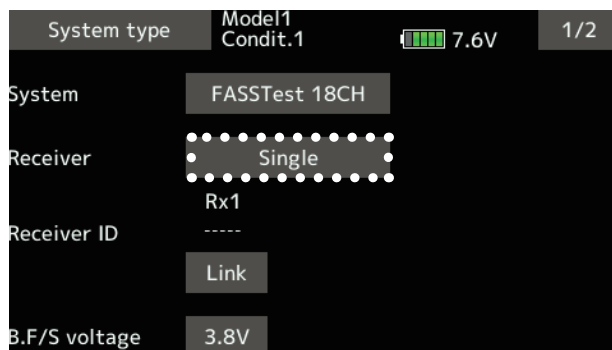 System type
Model1
Condit.1
7.6V
1/2
System
FASSTest 18CH
Receiver
Single
Rx1
Receiver ID
-----
Link
B.F/S voltage
3.8V